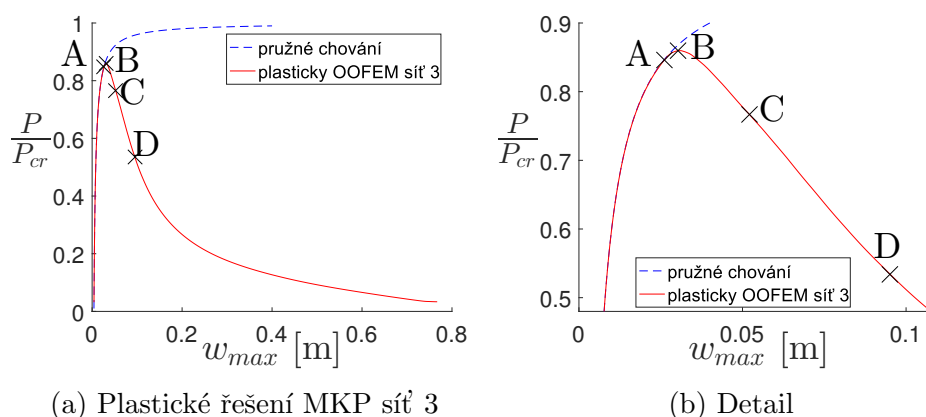 1
0.8
0.6
0.4
0.2
0
P
P_cr
A
B
C
D
pružné chování
plasticky OOFEM síť 3
0 0.2 0.4 0.6 0.8
w_max [m]
(a) Plastické řešení MKP síť 3
0.9
0.8
0.7
0.6
0.5
P
P_cr
A
B
C
D
pružné chování
plasticky OOFEM síť 3
0 0.05 0.1
w_max [m]
(b) Detail